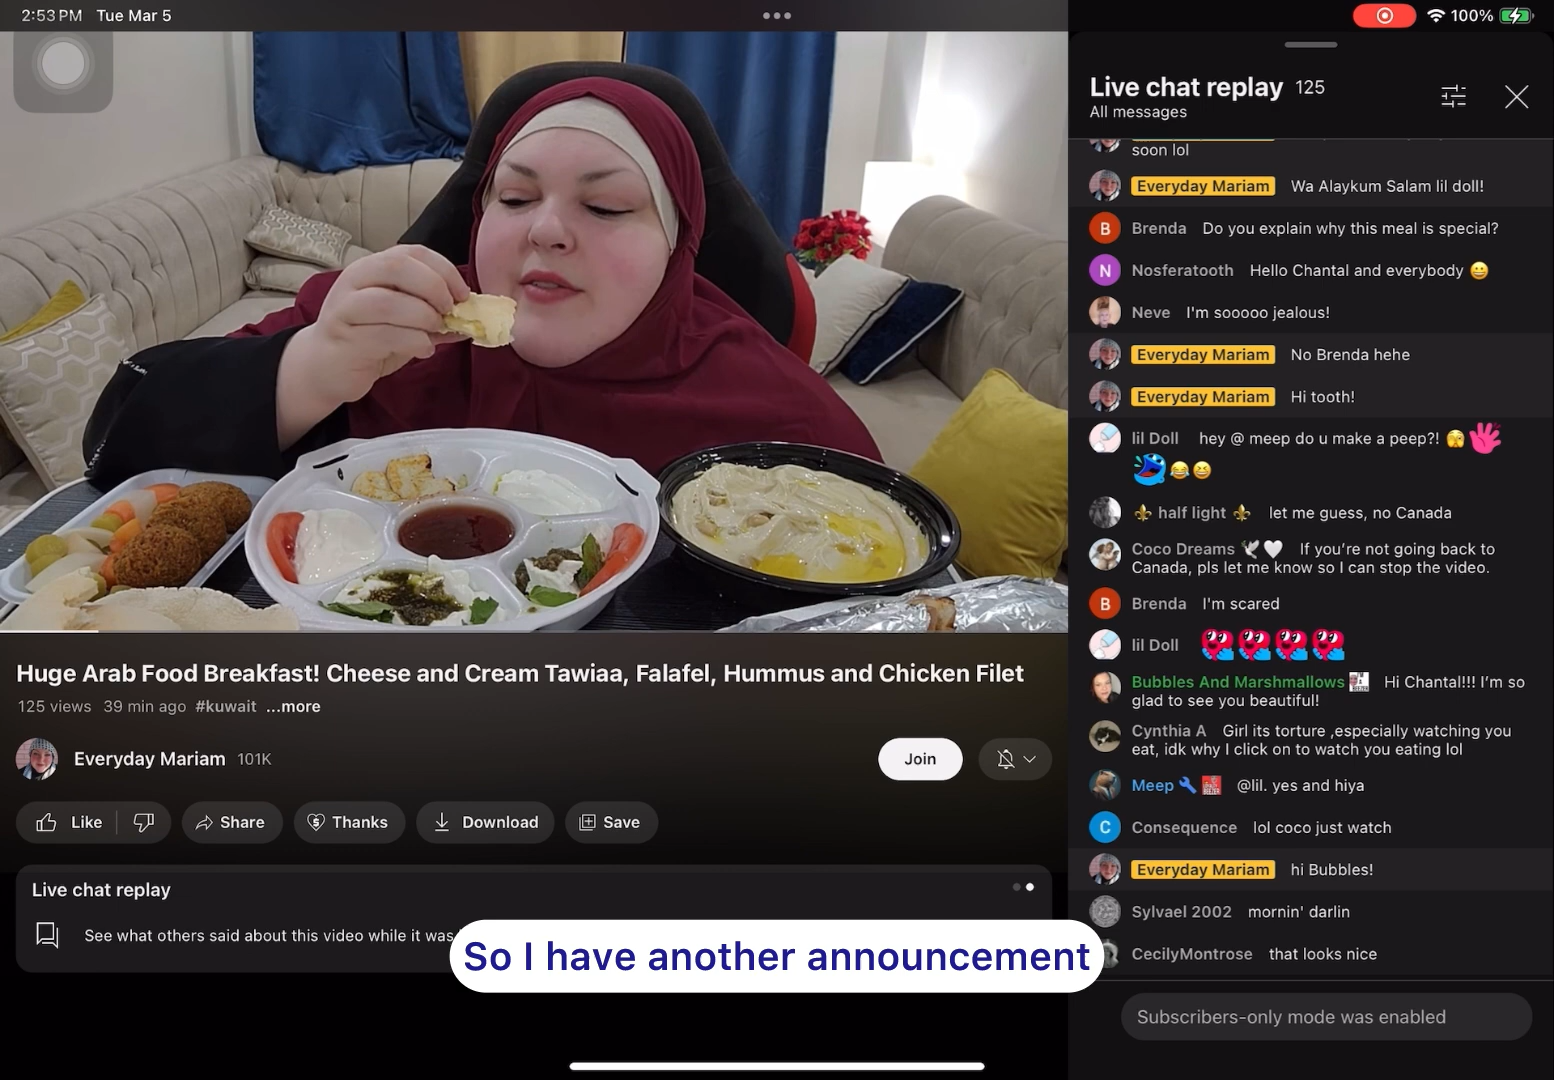 2:53 PM Tue Mar 5
100%
Huge Arab Food Breakfast! Cheese and Cream Tawiaa, Falafel, Hummus and Chicken Filet
125 views 39 min ago #kuwait ...more
Everyday Mariam 101K
Join
Like
Share
Thanks
Download
Save
Live chat replay
See what others said about this video while it was
So I have another announcement
Live chat replay 125
All messages
soon lol
Everyday Mariam Wa Alaykum Salam lil doll!
B Brenda Do you explain why this meal is special?
N Nosferatooth Hello Chantal and everybody 😀
Neve I'm sooooo jealous!
Everyday Mariam No Brenda hehe
Everyday Mariam Hi tooth!
lil Doll hey @ meep do u make a peep?! 🫣
😂😆
⚜️ half light ⚜️ let me guess, no Canada
Coco Dreams 🕊️🤍 If you're not going back to
Canada, pls let me know so I can stop the video.
B Brenda I'm scared
lil Doll
Bubbles And Marshmallows Hi Chantal!!! I'm so
glad to see you beautiful!
Cynthia A Girl its torture ,especially watching you
eat, idk why I click on to watch you eating lol
Meep @lil. yes and hiya
C Consequence lol coco just watch
Everyday Mariam hi Bubbles!
Sylvael 2002 mornin' darlin
CecilyMontrose that looks nice
Subscribers-only mode was enabled